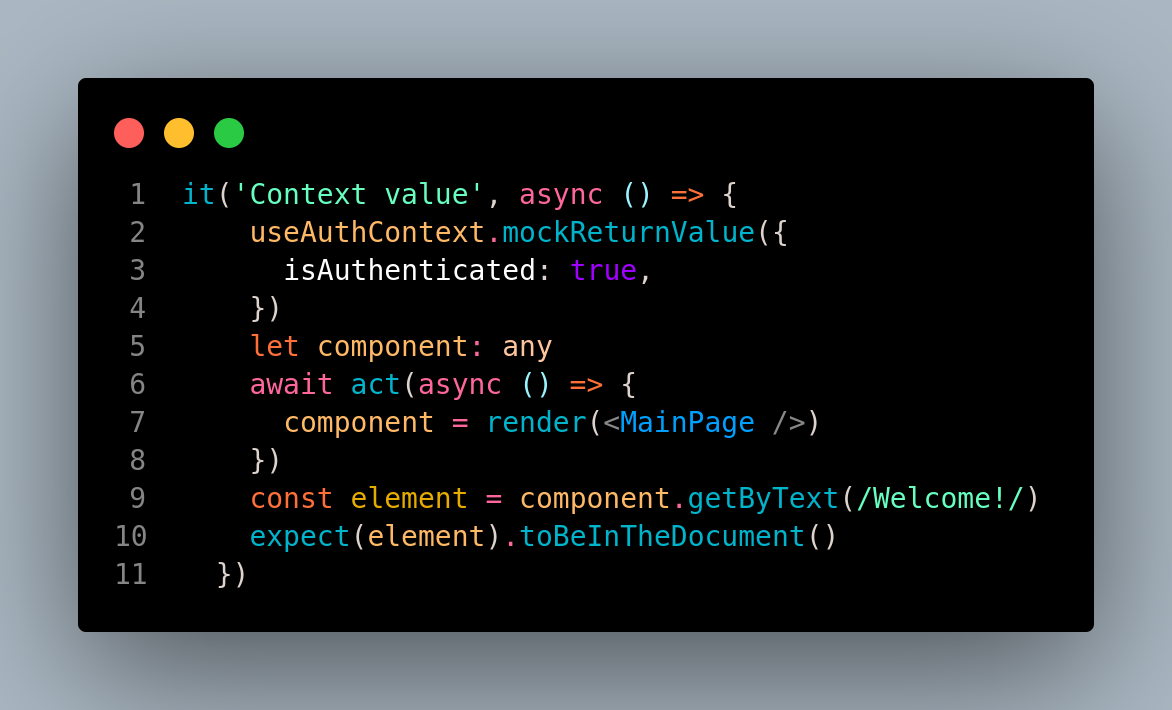 1 it('Context value', async () => {
2     useAuthContext.mockReturnValue({
3       isAuthenticated: true,
4     })
5     let component: any
6     await act(async () => {
7       component = render(<MainPage />)
8     })
9     const element = component.getByText(/Welcome!/)
10     expect(element).toBeInTheDocument()
11   })